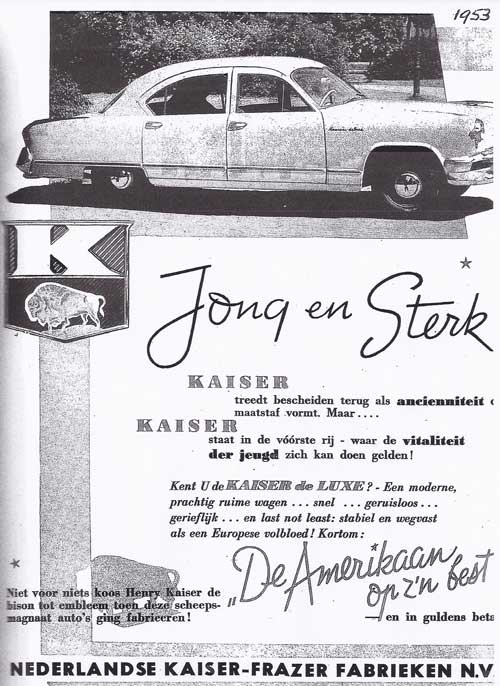 1953
K
Jong en Sterk
KAISER
treedt bescheiden terug als ancienniteit
maatstaf vormt. Maar....
KAISER
staat in de vóórste rij - waar de vitaliteit
der jeugd zich kan doen gelden!
Kent U de KAISER de LUXE? - Een moderne,
prachtig ruime wagen... snel ... geruisloos...
gerieflijk ... en last not least: stabiel en wegvast
als een Europese volbloed! Kortom:
„De Amerikaan
op z'n best
Niet voor niets koos Henry Kaiser de
bison tot embleem toen deze scheeps-
magnaat auto's ging fabriceren!
— en in guldens beta
NEDERLANDSE KAISER-FRAZER FABRIEKEN N.V